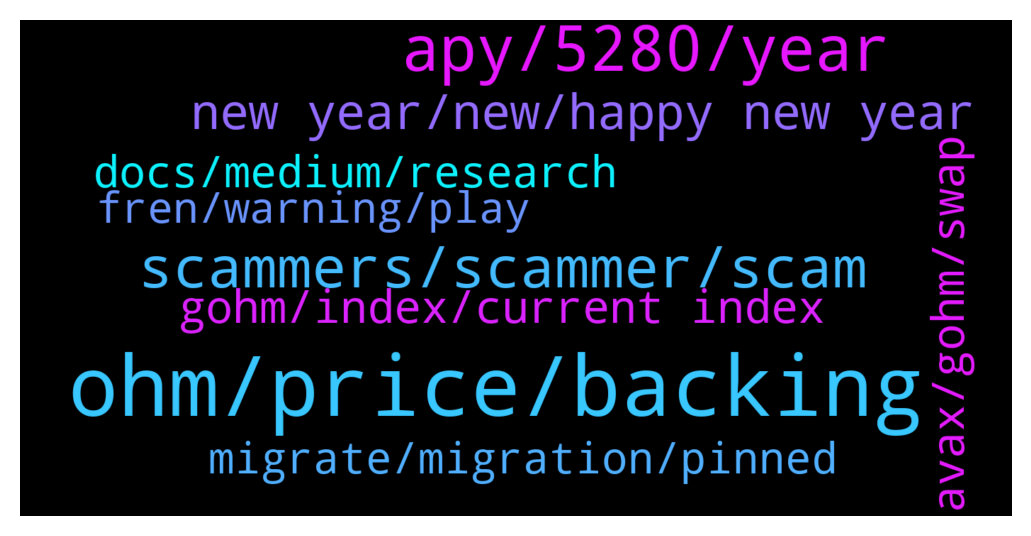 apy/5280/year
new year/new/happy new year
docs/medium/research
fren/warning/play
scammers/scammer/scam
gohm/index/current index
ohm/price/backing
migrate/migration/pinned
avax/gohm/swap